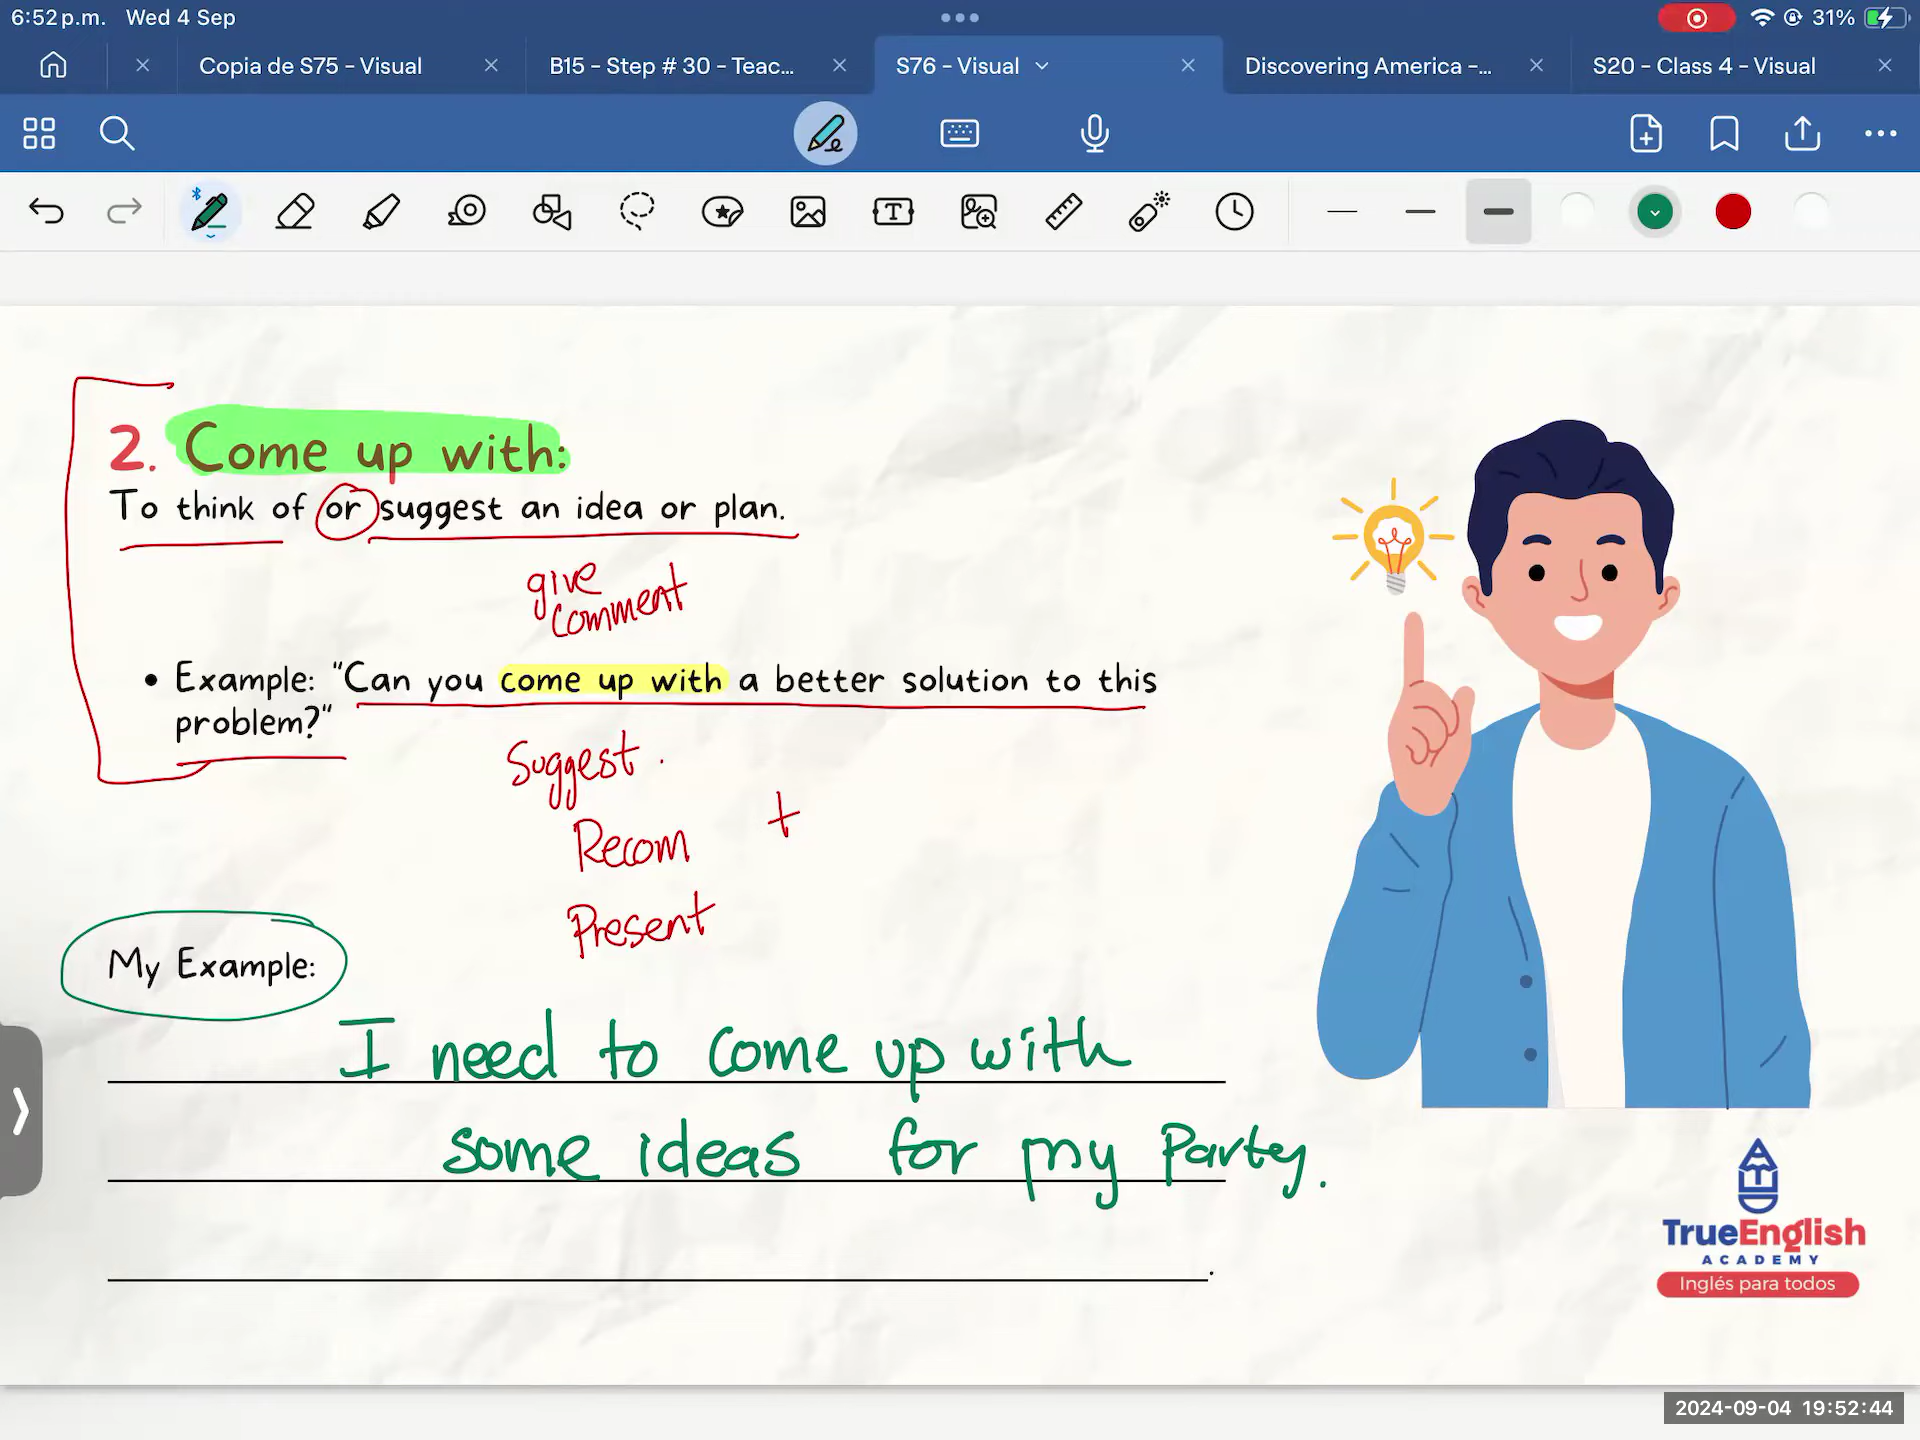 6:52 p.m. Wed 4 Sep
31%
Copia de S75 - Visual
B15 - Step # 30 - Teac...
S76 - Visual
Discovering America -...
S20 - Class 4 - Visual
2. Come up with:
To think of or suggest an idea or plan.
give
comment
• Example: "Can you come up with a better solution to this
problem?"
Suggest.
Recom
+
Present
My Example:
I need to come up with
some ideas for my Party.
TrueEnglish
ACADEMY
Inglés para todos
2024-09-04 19:52:44